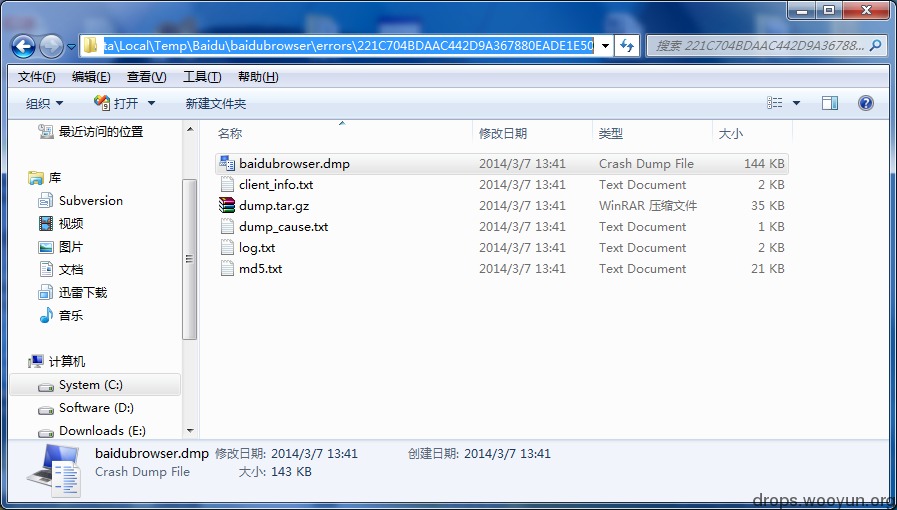 ta\Local\Temp\Baidu\baidubrowser\errors\221C704BDAAC442D9A367880EADE1E50
搜索 221C704BDAAC442D9A36788...
文件(F) 编辑(E) 查看(V) 工具(T) 帮助(H)
组织 打开 新建文件夹
最近访问的位置
库
Subversion
视频
图片
文档
迅雷下载
音乐
计算机
System (C:)
Software (D:)
Downloads (E:)
名称 修改日期 类型 大小
baidubrowser.dmp 2014/3/7 13:41 Crash Dump File 144 KB
client_info.txt 2014/3/7 13:41 Text Document 2 KB
dump.tar.gz 2014/3/7 13:41 WinRAR 压缩文件 35 KB
dump_cause.txt 2014/3/7 13:41 Text Document 1 KB
log.txt 2014/3/7 13:41 Text Document 2 KB
md5.txt 2014/3/7 13:41 Text Document 21 KB
baidubrowser.dmp 修改日期: 2014/3/7 13:41 创建日期: 2014/3/7 13:41
Crash Dump File 大小: 143 KB
drops.wooyun.org